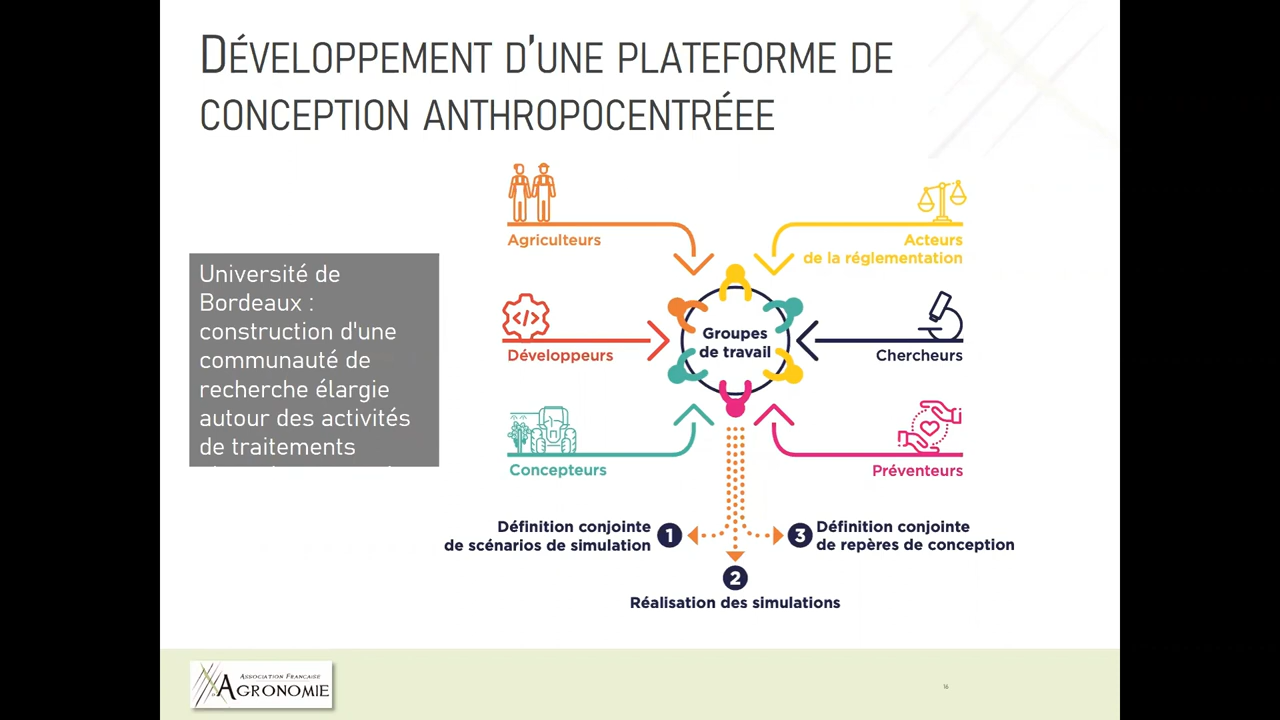 DÉVELOPPEMENT D'UNE PLATEFORME DE
CONCEPTION ANTHROPOCENTRÉEE
Université de
Bordeaux :
construction d'une
communauté de
recherche élargie
autour des activités
de traitements
Agriculteurs
Acteurs
de la réglementation
Développeurs
Groupes
de travail
Chercheurs
Concepteurs
Préventeurs
Définition conjointe
de scénarios de simulation
1
3
Définition conjointe
de repères de conception
2
Réalisation des simulations
ASSOCIATION FRANÇAISE
AGRONOMIE
16